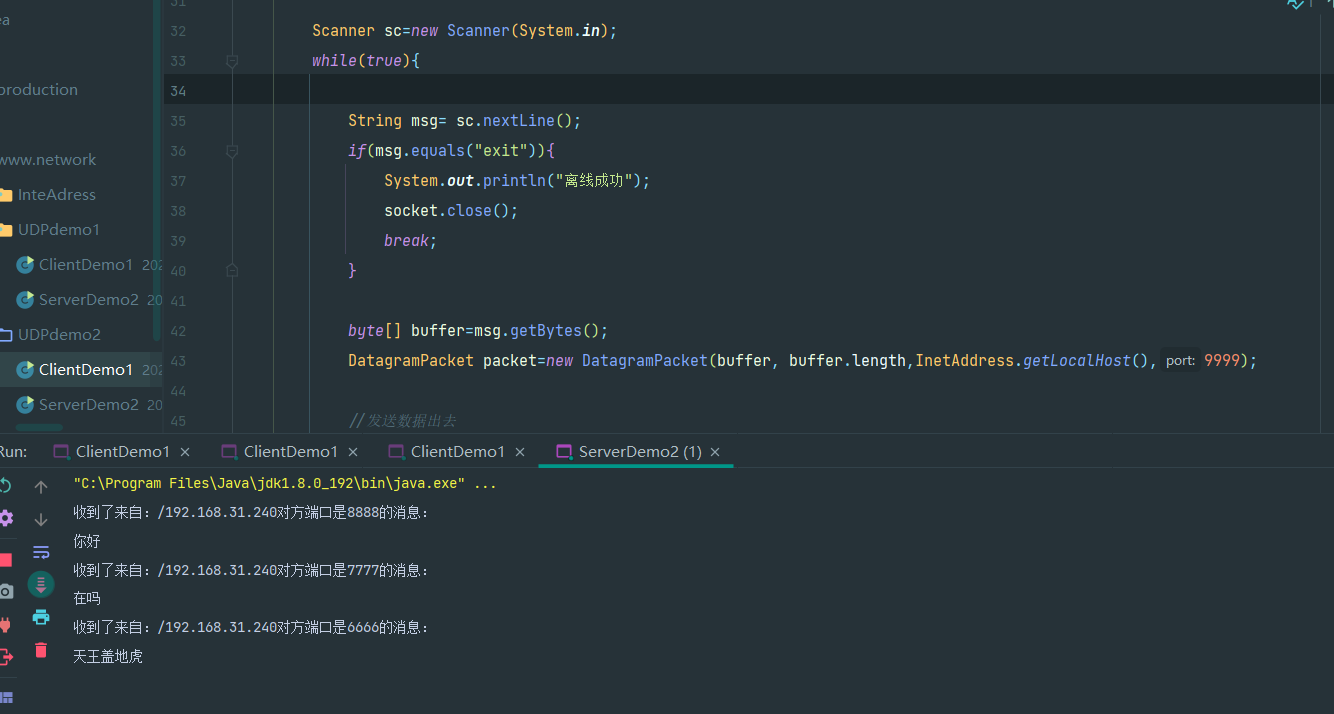 ea
production
www.network
InteAdress
UDPdemo1
ClientDemo1 202
ServerDemo2 20
UDPdemo2
ClientDemo1 202
ServerDemo2 20
31
32 Scanner sc=new Scanner(System.in);
33 while(true){
34
35 String msg= sc.nextLine();
36 if(msg.equals("exit")){
37 System.out.println("离线成功");
38 socket.close();
39 break;
40 }
41
42 byte[] buffer=msg.getBytes();
43 DatagramPacket packet=new DatagramPacket(buffer, buffer.length,InetAddress.getLocalHost(), port: 9999);
44
45 //发送数据出去
Run: ClientDemo1 × ClientDemo1 × ClientDemo1 × ServerDemo2 (1) ×
"C:\Program Files\Java\jdk1.8.0_192\bin\java.exe" ...
收到了来自：/192.168.31.240对方端口是8888的消息：
你好
收到了来自：/192.168.31.240对方端口是7777的消息：
在吗
收到了来自：/192.168.31.240对方端口是6666的消息：
天王盖地虎